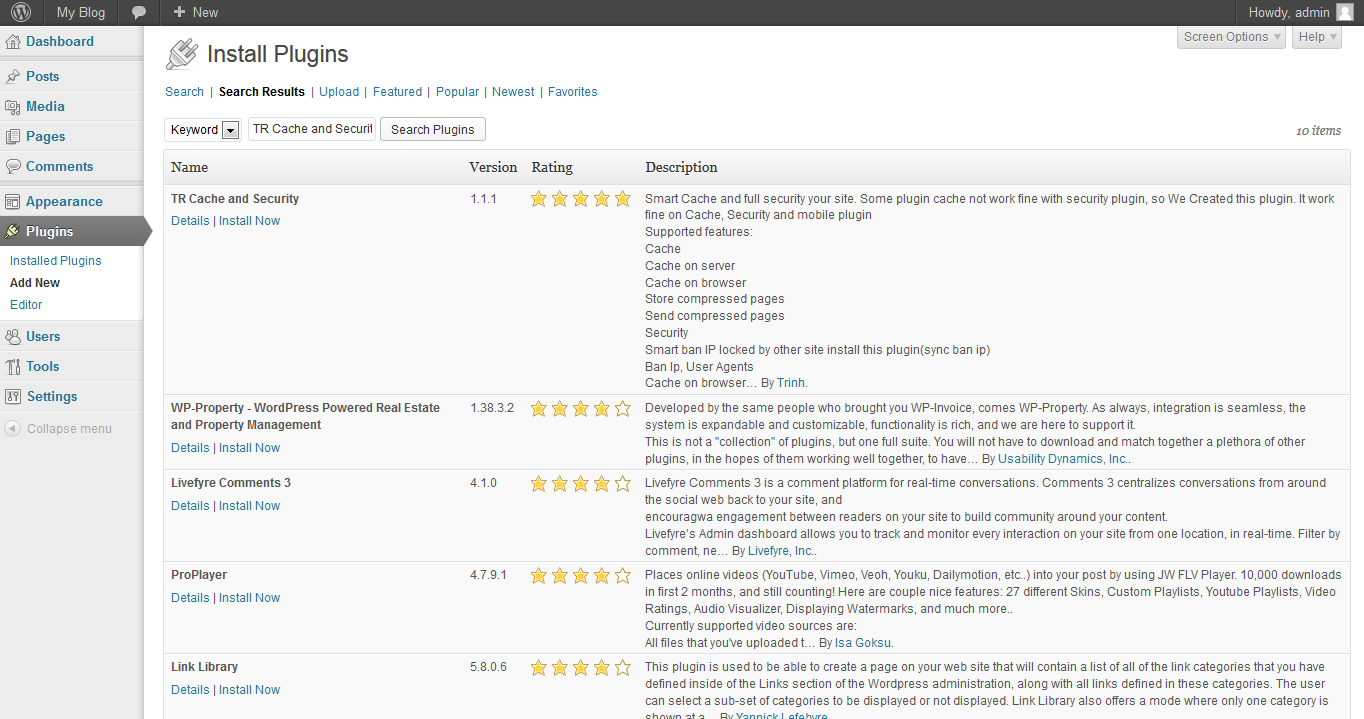 My Blog
New
Howdy, admin
Dashboard
Posts
Media
Pages
Comments
Appearance
Plugins
Installed Plugins
Add New
Editor
Users
Tools
Settings
Collapse menu
Screen Options
Help
Install Plugins
Search | Search Results | Upload | Featured | Popular | Newest | Favorites
Keyword TR Cache and Securit Search Plugins
10 items
Name Version Rating Description
TR Cache and Security 1.1.1
Details | Install Now
Smart Cache and full security your site. Some plugin cache not work fine with security plugin, so We Created this plugin. It work
fine on Cache, Security and mobile plugin
Supported features:
Cache
Cache on server
Cache on browser
Store compressed pages
Send compressed pages
Security
Smart ban IP locked by other site install this plugin(sync ban ip)
Ban Ip, User Agents
Cache on browser… By Trinh.
WP-Property - WordPress Powered Real Estate
and Property Management
1.38.3.2
Details | Install Now
Developed by the same people who brought you WP-Invoice, comes WP-Property. As always, integration is seamless, the
system is expandable and customizable, functionality is rich, and we are here to support it.
This is not a "collection" of plugins, but one full suite. You will not have to download and match together a plethora of other
plugins, in the hopes of them working well together, to have… By Usability Dynamics, Inc..
Livefyre Comments 3 4.1.0
Details | Install Now
Livefyre Comments 3 is a comment platform for real-time conversations. Comments 3 centralizes conversations from around
the social web back to your site, and
encouragwa engagement between readers on your site to build community around your content.
Livefyre's Admin dashboard allows you to track and monitor every interaction on your site from one location, in real-time. Filter by
comment, ne… By Livefyre, Inc..
ProPlayer 4.7.9.1
Details | Install Now
Places online videos (YouTube, Vimeo, Veoh, Youku, Dailymotion, etc..) into your post by using JW FLV Player. 10,000 downloads
in first 2 months, and still counting! Here are couple nice features: 27 different Skins, Custom Playlists, Youtube Playlists, Video
Ratings, Audio Visualizer, Displaying Watermarks, and much more..
Currently supported video sources are:
All files that you've uploaded t… By Isa Goksu.
Link Library 5.8.0.6
Details | Install Now
This plugin is used to be able to create a page on your web site that will contain a list of all of the link categories that you have
defined inside of the Links section of the Wordpress administration, along with all links defined in these categories. The user
can select a sub-set of categories to be displayed or not displayed. Link Library also offers a mode where only one category is
shown at a… By Yannick Lefebvre.